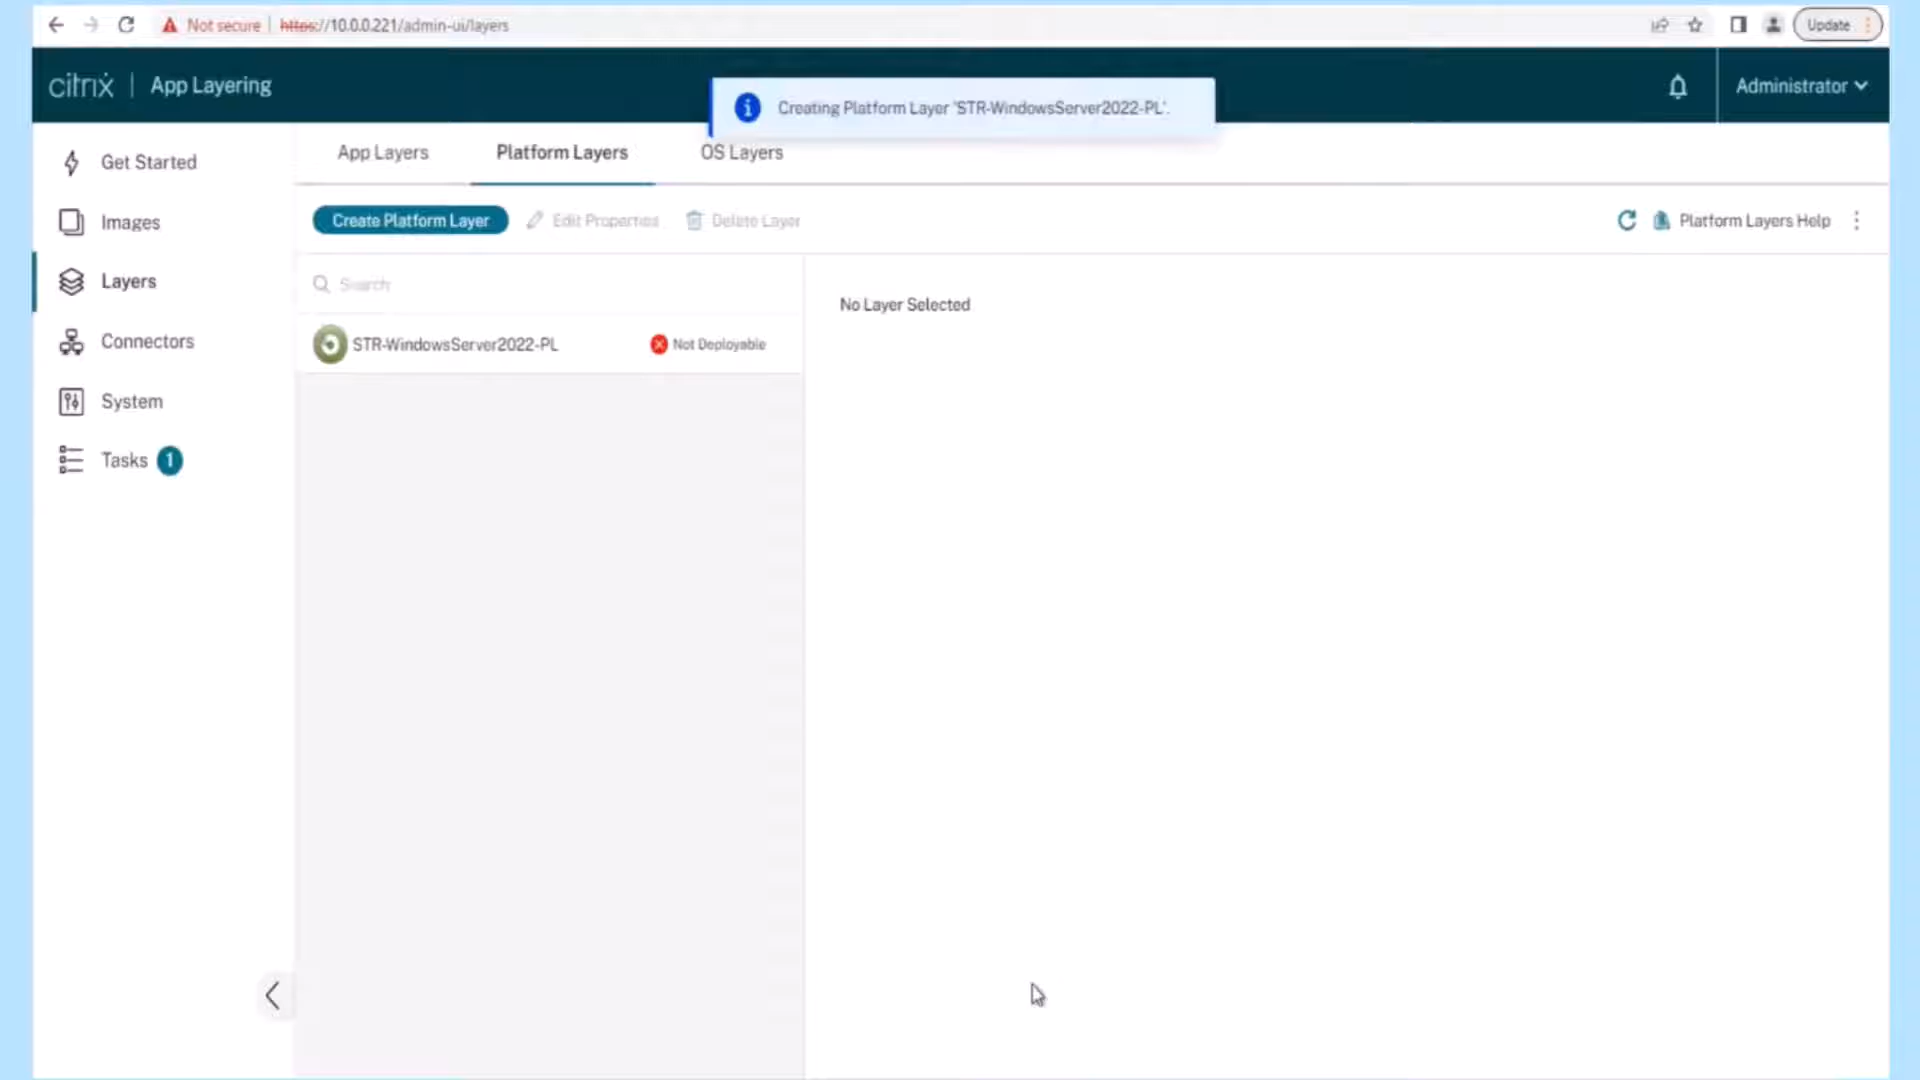 Not secure | https://10.0.0.221/admin-ui/layers
Update
citrix | App Layering
Creating Platform Layer 'STR-WindowsServer2022-PL'.
Administrator
Get Started
Images
Layers
Connectors
System
Tasks 1
App Layers
Platform Layers
OS Layers
Create Platform Layer
Edit Properties
Delete Layer
Platform Layers Help
Search
STR-WindowsServer2022-PL
Not Deployable
No Layer Selected